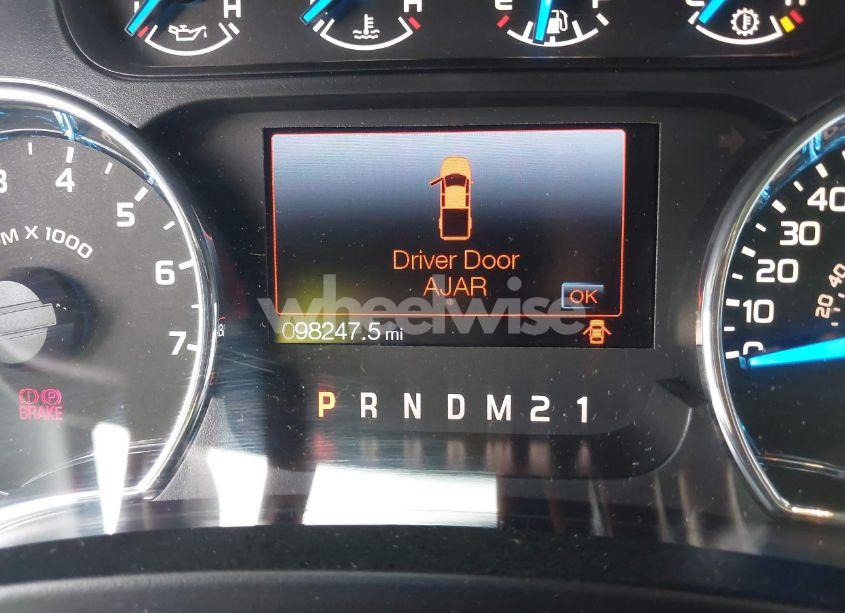 H
H
E
F
C
H
3
4
5
6
7
M X 1000
Driver Door
AJAR
OK
wheelwise
098247.5 mi
P R N D M 2 1
BRAKE
40
30
20
10
0
40
20